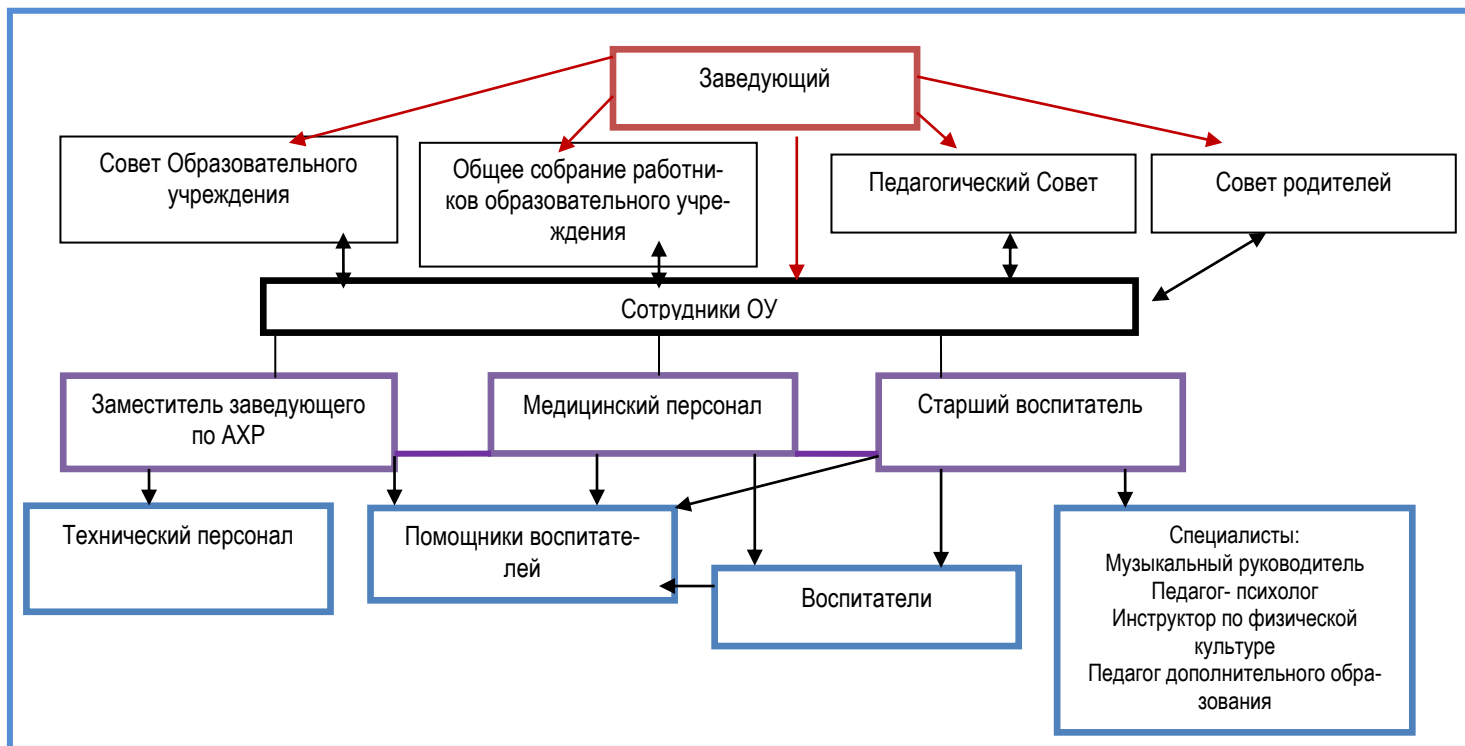 Заведующий
Совет Образовательного
учреждения
Общее собрание работни-
ков образовательного учре-
ждения
Педагогический Совет
Совет родителей
Сотрудники ОУ
Заместитель заведующего
по АХР
Медицинский персонал
Старший воспитатель
Технический персонал
Помощники воспитате-
лей
Воспитатели
Специалисты:
Музыкальный руководитель
Педагог- психолог
Инструктор по физической
культуре
Педагог дополнительного обра-
зования